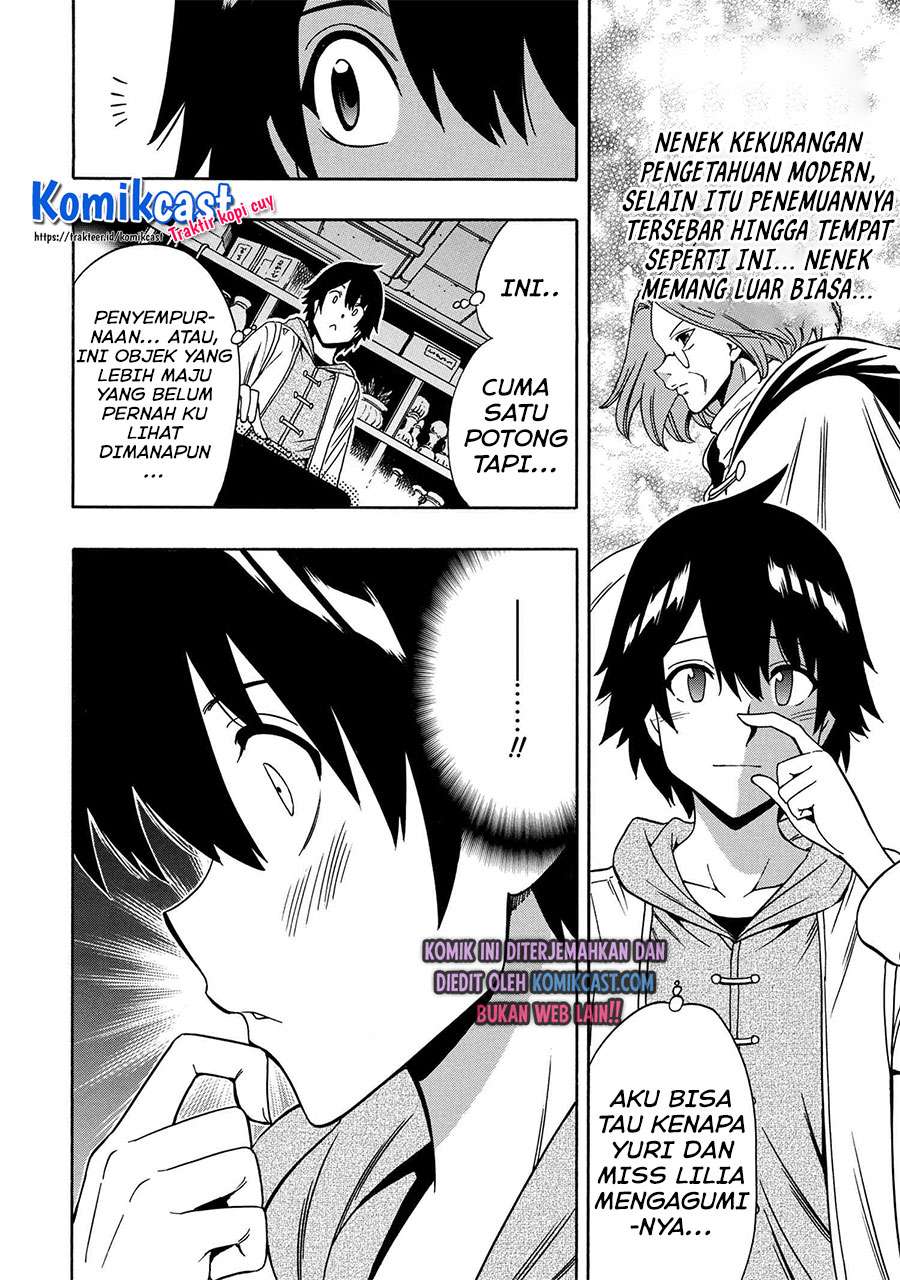 NENEK KEKURANGAN
PENGETAHUAN MODERN,
SELAIN ITU PENEMUANNYA
TERSEBAR HINGGA TEMPAT
SEPERTI INI... NENEK
MEMANG LUAR BIASA...
AKU BISA
TAU KENAPA
YURI DAN
MISS LILIA
MENGAGUMI
-NYA...
Komikcast
Traktir kopi cuy
https://trakteer.id/komikcast
INI..
CUMA
SATU
POTONG
TAPI...
PENYEMPUR-
NAAN... ATAU,
INI OBJEK YANG
LEBIH MAJU
YANG BELUM
PERNAH KU
LIHAT
DIMANAPUN
...
!!
KOMIK INI DITERJEMAHKAN DAN
DIEDIT OLEH KOMIKCAST.COM
BUKAN WEB LAIN!!